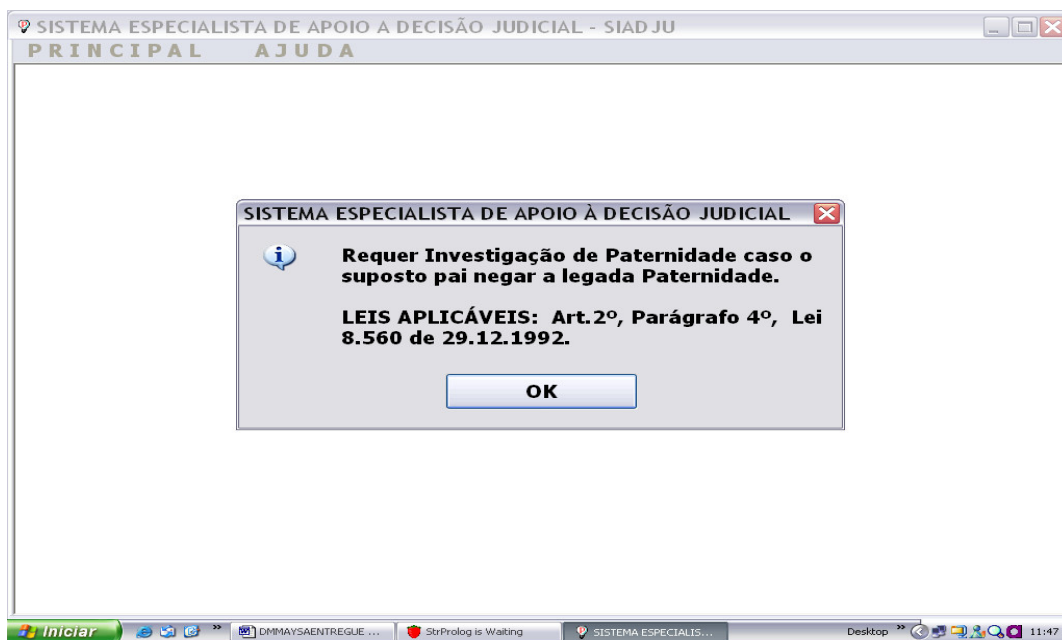 SISTEMA ESPECIALISTA DE APOIO A DECISÃO JUDICIAL - SIADJU
PRINCIPAL AJUDA
SISTEMA ESPECIALISTA DE APOIO À DECISÃO JUDICIAL
Requer Investigação de Paternidade caso o
suposto pai negar a legada Paternidade.
LEIS APLICÁVEIS: Art.2º, Parágrafo 4º, Lei
8.560 de 29.12.1992.
OK
Iniciar » DMMAYSAENTREGUE ... StrProlog is Waiting SISTEMA ESPECIALIS... Desktop » 11:47